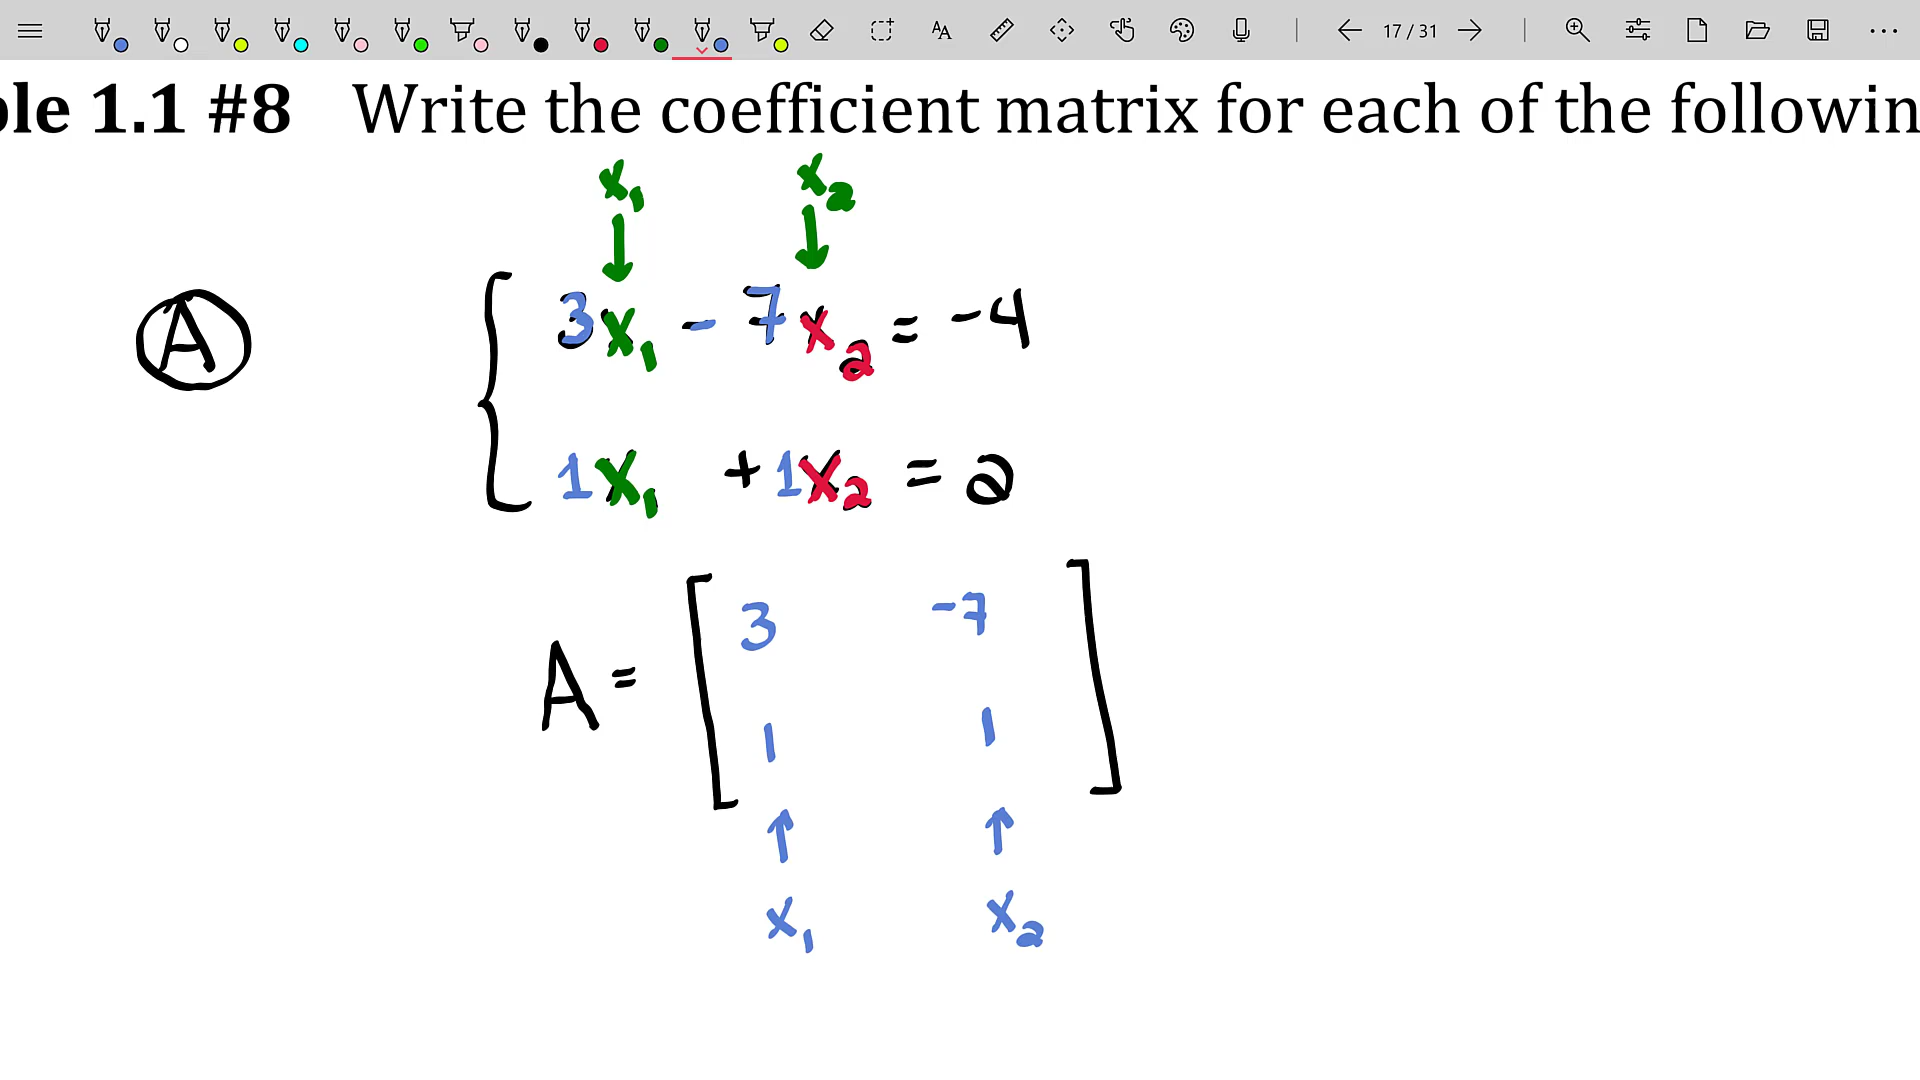 17 / 31
ble 1.1 #8 Write the coefficient matrix for each of the followin
x₁ x₂
A
3x₁ - 7x₂ = -4
1x₁ + 1x₂ = 2
A = [ 3 -7
1 1 ]
x₁ x₂